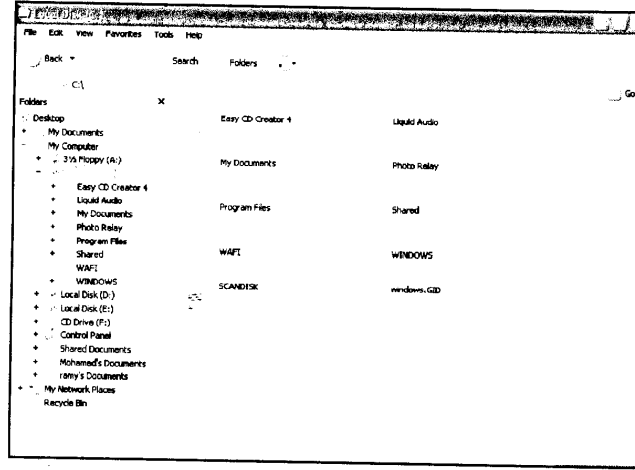 File Edit View Favorites Tools Help
Back Search Folders
C:\
Go
Folders x
Desktop
My Documents
My Computer
3½ Floppy (A:)
Easy CD Creator 4
Liquid Audio
My Documents
Photo Relay
Program Files
Shared
WAFI
WINDOWS
Local Disk (D:)
Local Disk (E:)
CD Drive (F:)
Control Panel
Shared Documents
Mohamed's Documents
ramy's Documents
My Network Places
Recycle Bin
Easy CD Creator 4 Liquid Audio
My Documents Photo Relay
Program Files Shared
WAFI WINDOWS
SCANDISK windows.GID